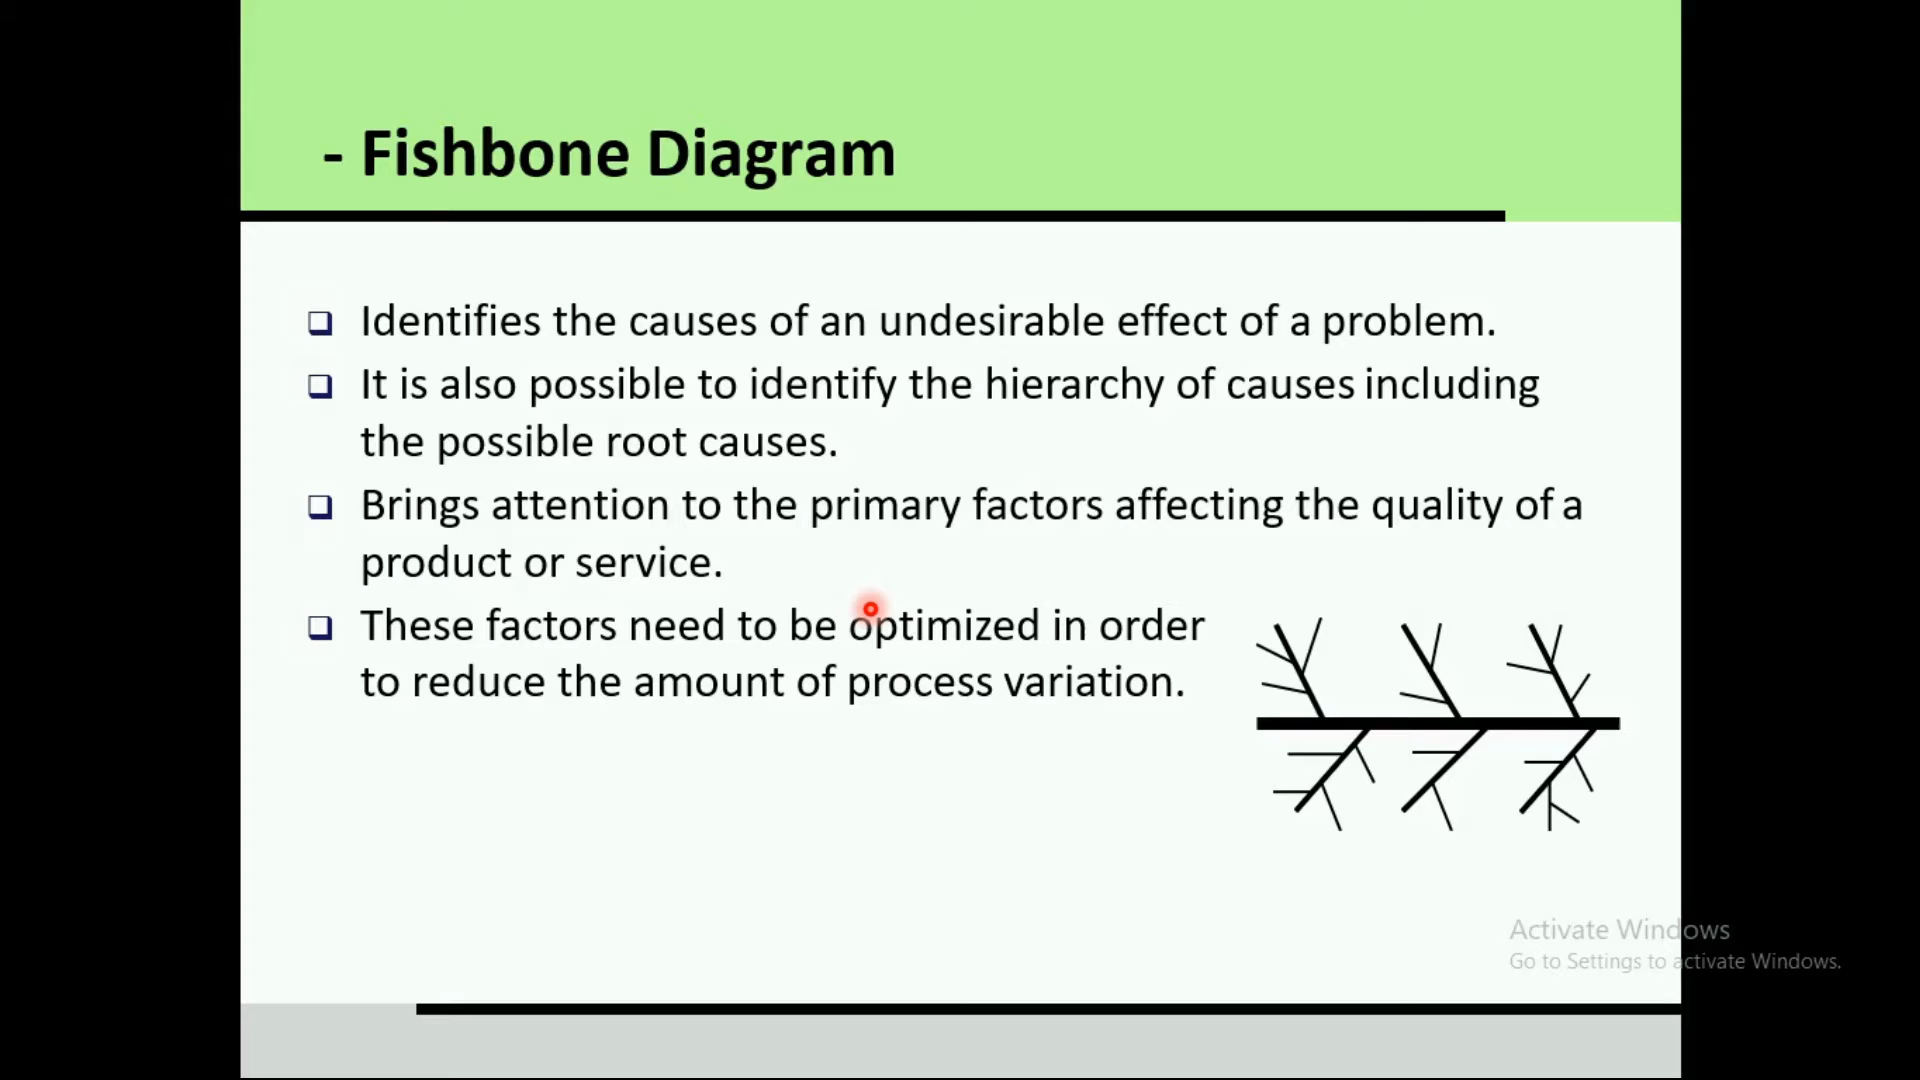 - Fishbone Diagram
Identifies the causes of an undesirable effect of a problem.
It is also possible to identify the hierarchy of causes including
the possible root causes.
Brings attention to the primary factors affecting the quality of a
product or service.
These factors need to be optimized in order
to reduce the amount of process variation.
Activate Windows
Go to Settings to activate Windows.